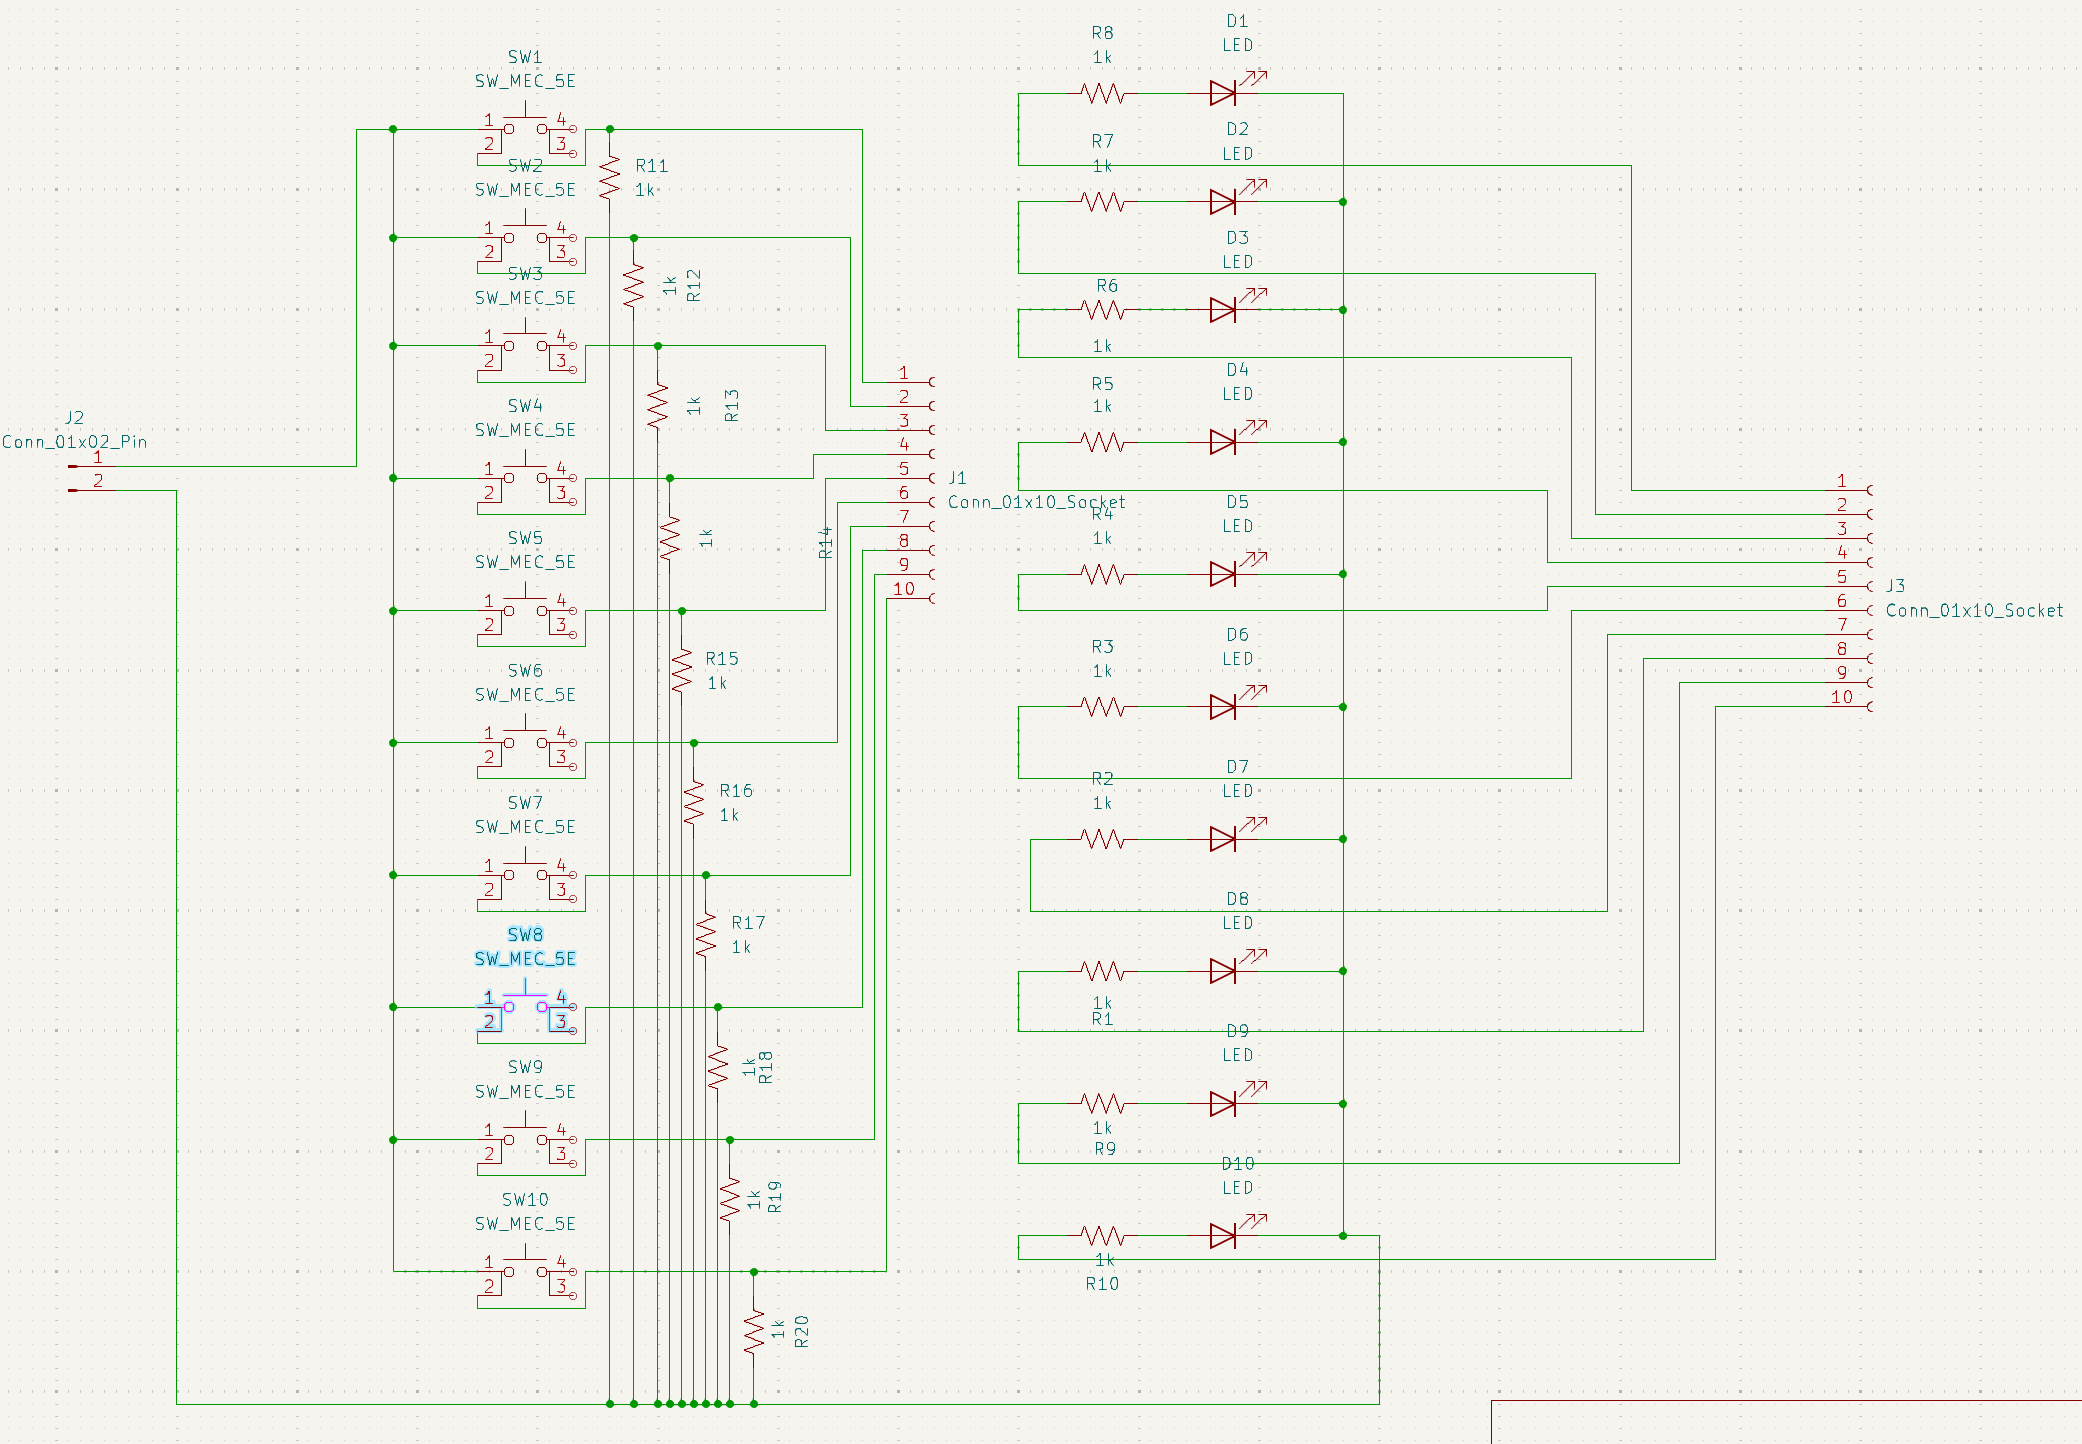 SW1
SW_MEC_5E
1
4
2
3
SW2
SW_MEC_5E
1
4
2
3
SW3
SW_MEC_5E
1
4
2
3
SW4
SW_MEC_5E
1
4
2
3
SW5
SW_MEC_5E
1
4
2
3
SW6
SW_MEC_5E
1
4
2
3
SW7
SW_MEC_5E
1
4
2
3
SW8
SW_MEC_5E
1
4
2
3
SW9
SW_MEC_5E
1
4
2
3
SW10
SW_MEC_5E
1
4
2
3
J2
Conn_01x02_Pin
1
2
R11
1k
R12
1k
R13
1k
R14
1k
R15
1k
R16
1k
R17
1k
R18
1k
R19
1k
R20
1k
1
2
3
4
5
6
7
8
9
10
J1
Conn_01x10_Socket
R8
1k
D1
LED
R7
1k
D2
LED
R6
1k
D3
LED
R5
1k
D4
LED
R4
1k
D5
LED
R3
1k
D6
LED
R2
1k
D7
LED
1k
R1
D8
LED
1k
R9
D9
LED
1k
R10
D10
LED
1
2
3
4
5
6
7
8
9
10
J3
Conn_01x10_Socket